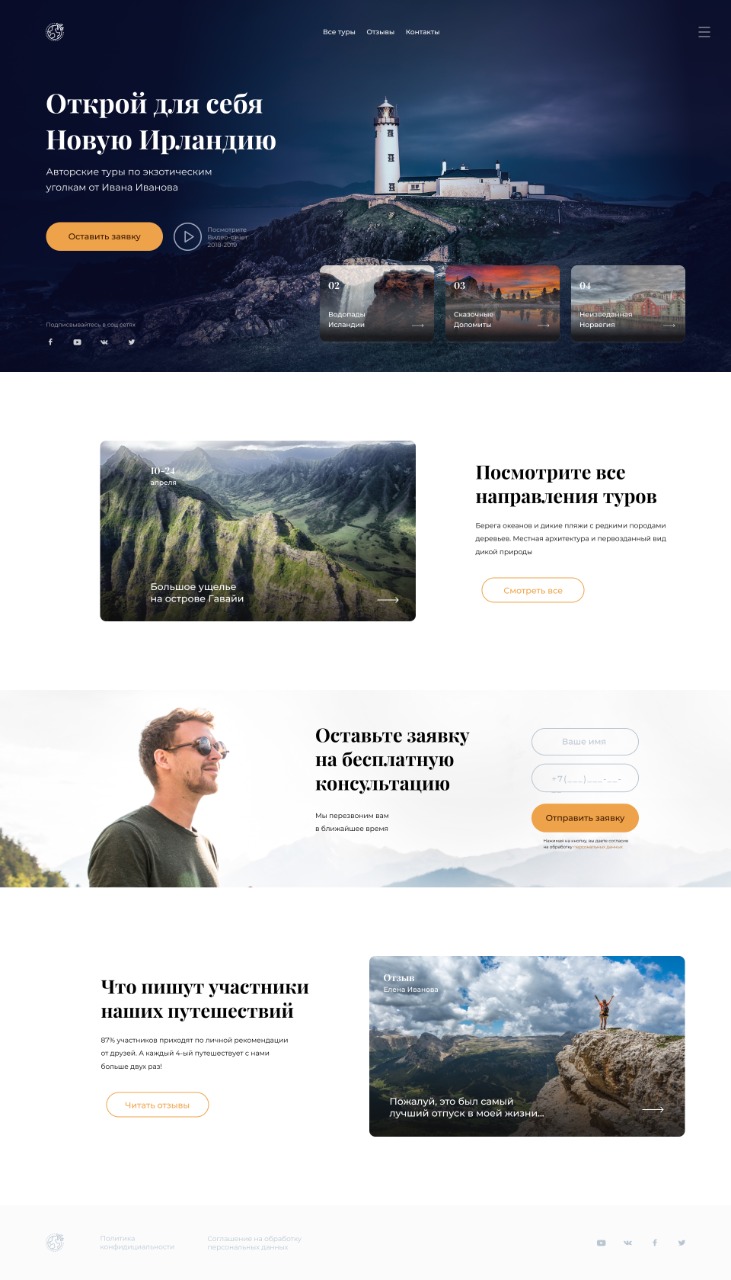 Все туры Отзывы Контакты
Открой для себя
Новую Ирландию
Авторские туры по экзотическим
уголкам от Ивана Иванова
Оставить заявку
Посмотрите
Видео-отчет
2018-2019
02
Водопады
Исландии
03
Сказочные
Доломиты
04
Неизведанная
Норвегия
Подписывайтесь в соц сетях
10-24
апреля
Большое ущелье
на острове Гавайи
Посмотрите все
направления туров
Берега океанов и дикие пляжи с редкими породами
деревьев. Местная архитектура и первозданный вид
дикой природы
Смотреть все
Оставьте заявку
на бесплатную
консультацию
Мы перезвоним вам
в ближайшее время
Ваше имя
+7(___)___-__-
__
Отправить заявку
Нажимая на кнопку, вы даете согласие
на обработку персональных данных
Что пишут участники
наших путешествий
87% участников приходят по личной рекомендации
от друзей. А каждый 4-ый путешествует с нами
больше двух раз!
Читать отзывы
Отзыв
Елена Иванова
Пожалуй, это был самый
лучший отпуск в моей жизни...
Политика
конфидициальности
Соглашение на обработку
персональных данных